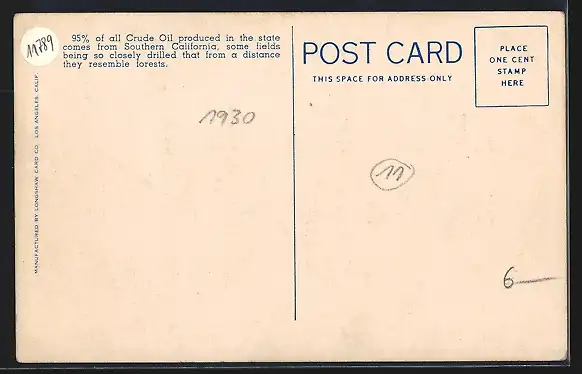 11789
95% of all Crude Oil produced in the state
comes from Southern California, some fields
being so closely drilled that from a distance
they resemble forests.
MANUFACTURED BY LONGSHAW CARD CO. LOS ANGELES, CALIF.
1930
POST CARD
THIS SPACE FOR ADDRESS ONLY
PLACE
ONE CENT
STAMP
HERE
11
6—